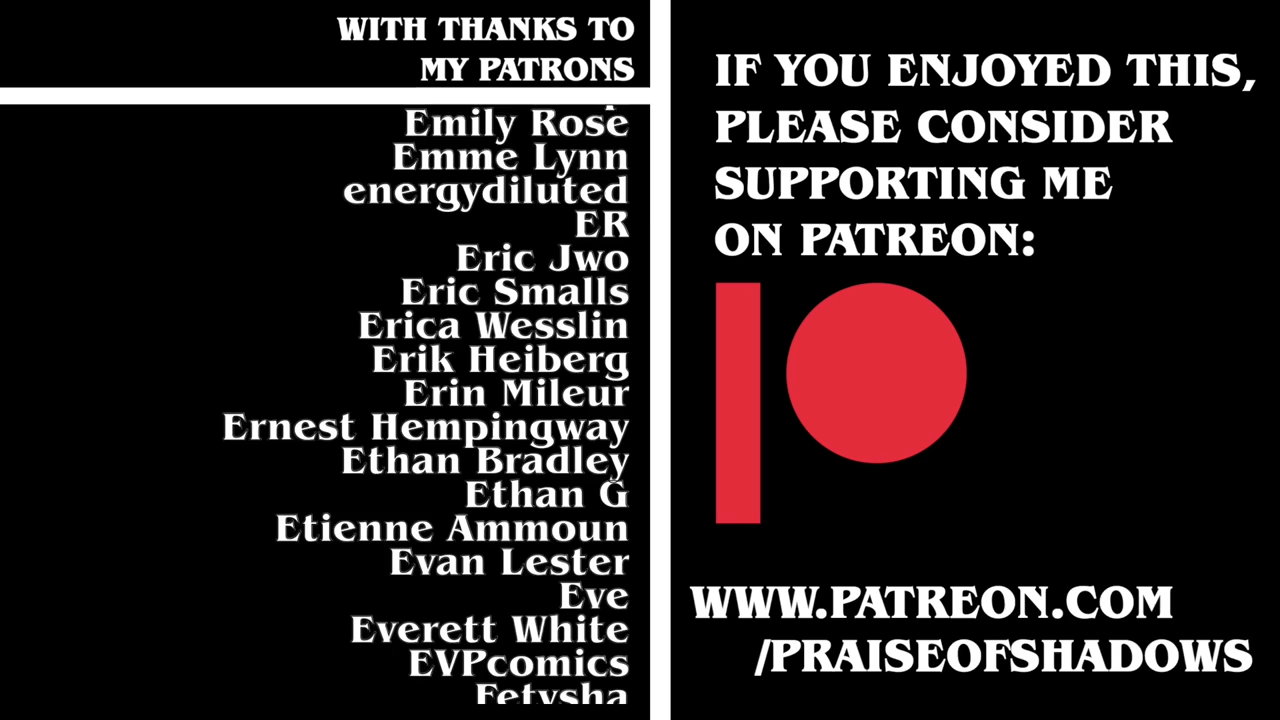 WITH THANKS TO
MY PATRONS
Emily Rose
Emme Lynn
energydiluted
ER
Eric Jwo
Eric Smalls
Erica Wesslin
Erik Heiberg
Erin Mileur
Ernest Hempingway
Ethan Bradley
Ethan G
Etienne Ammoun
Evan Lester
Eve
Everett White
EVPcomics
Fetysha
IF YOU ENJOYED THIS,
PLEASE CONSIDER
SUPPORTING ME
ON PATREON:
WWW.PATREON.COM
/PRAISEOFSHADOWS